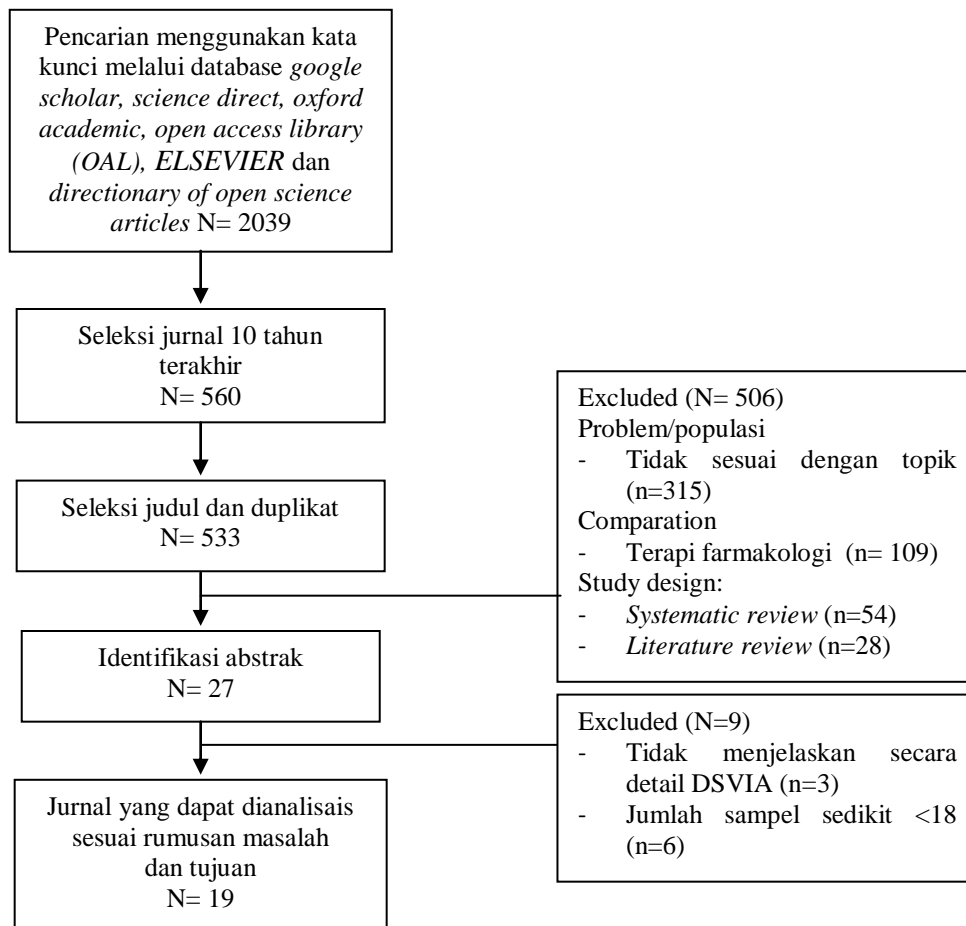 Pencarian menggunakan kata
kunci melalui database google
scholar, science direct, oxford
academic, open access library
(OAL), ELSEVIER dan
directionary of open science
articles N= 2039
Seleksi jurnal 10 tahun
terakhir
N= 560
Seleksi judul dan duplikat
N= 533
Excluded (N= 506)
Problem/populasi
- Tidak sesuai dengan topik
(n=315)
Comparation
- Terapi farmakologi (n= 109)
Study design:
- Systematic review (n=54)
- Literature review (n=28)
Identifikasi abstrak
N= 27
Excluded (N=9)
- Tidak menjelaskan secara
detail DSVIA (n=3)
- Jumlah sampel sedikit <18
(n=6)
Jurnal yang dapat dianalisais
sesuai rumusan masalah
dan tujuan
N= 19